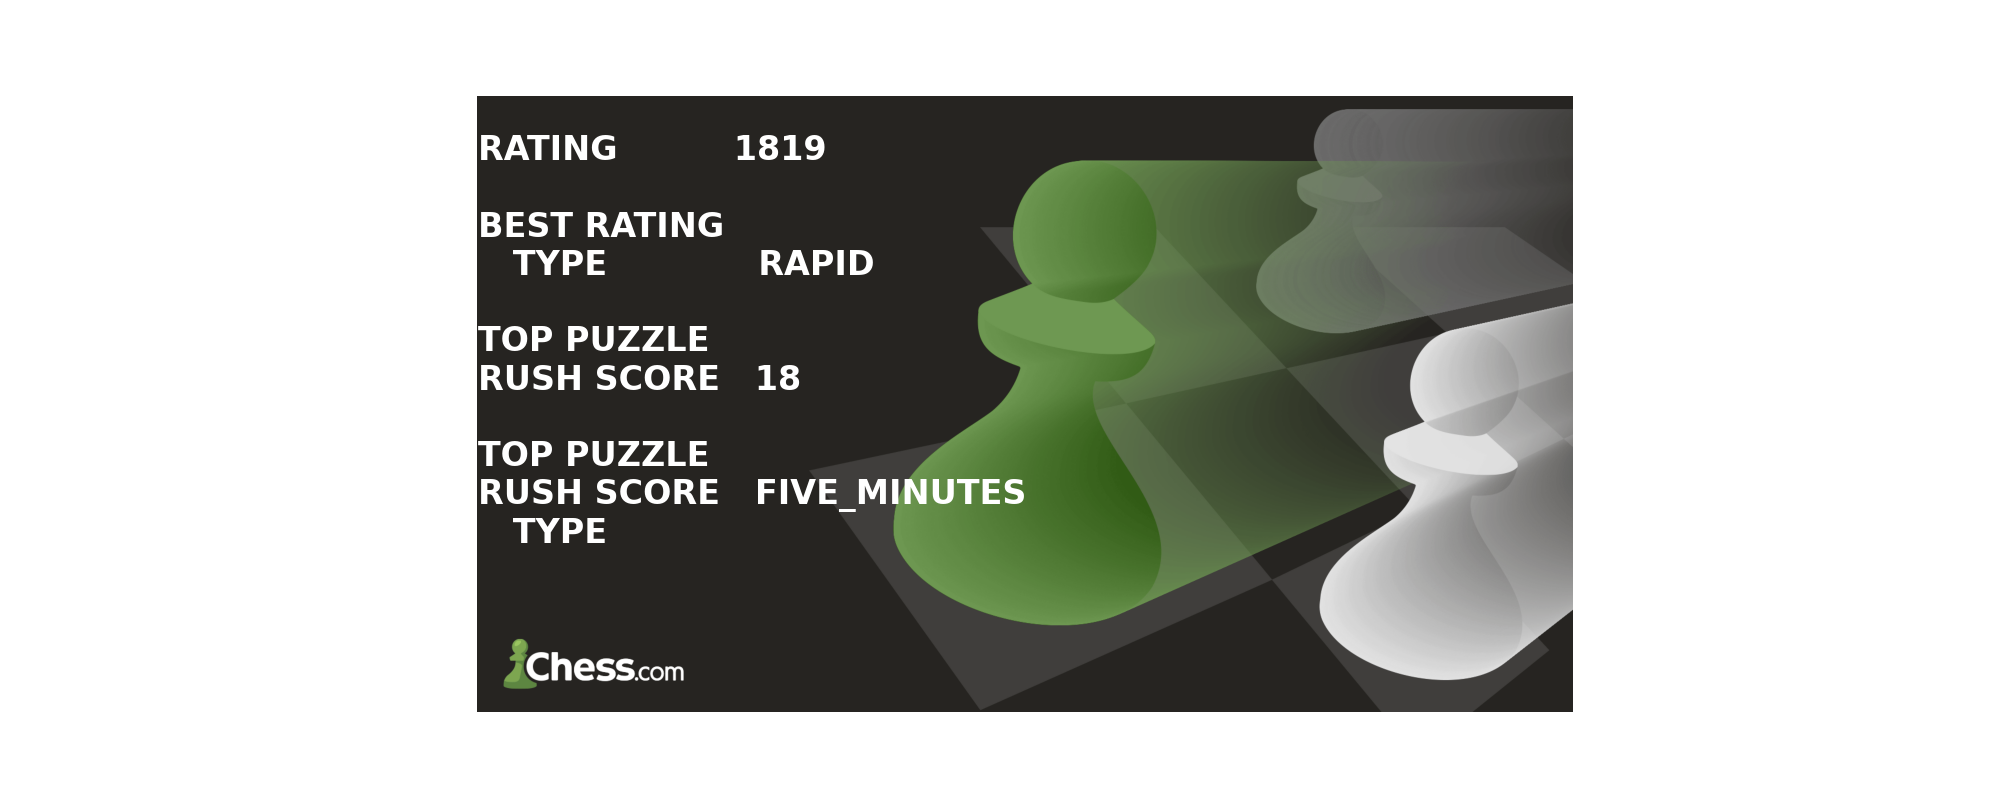 RATING 1819
BEST RATING
TYPE RAPID
TOP PUZZLE
RUSH SCORE 18
TOP PUZZLE
RUSH SCORE FIVE_MINUTES
TYPE
Chess.com